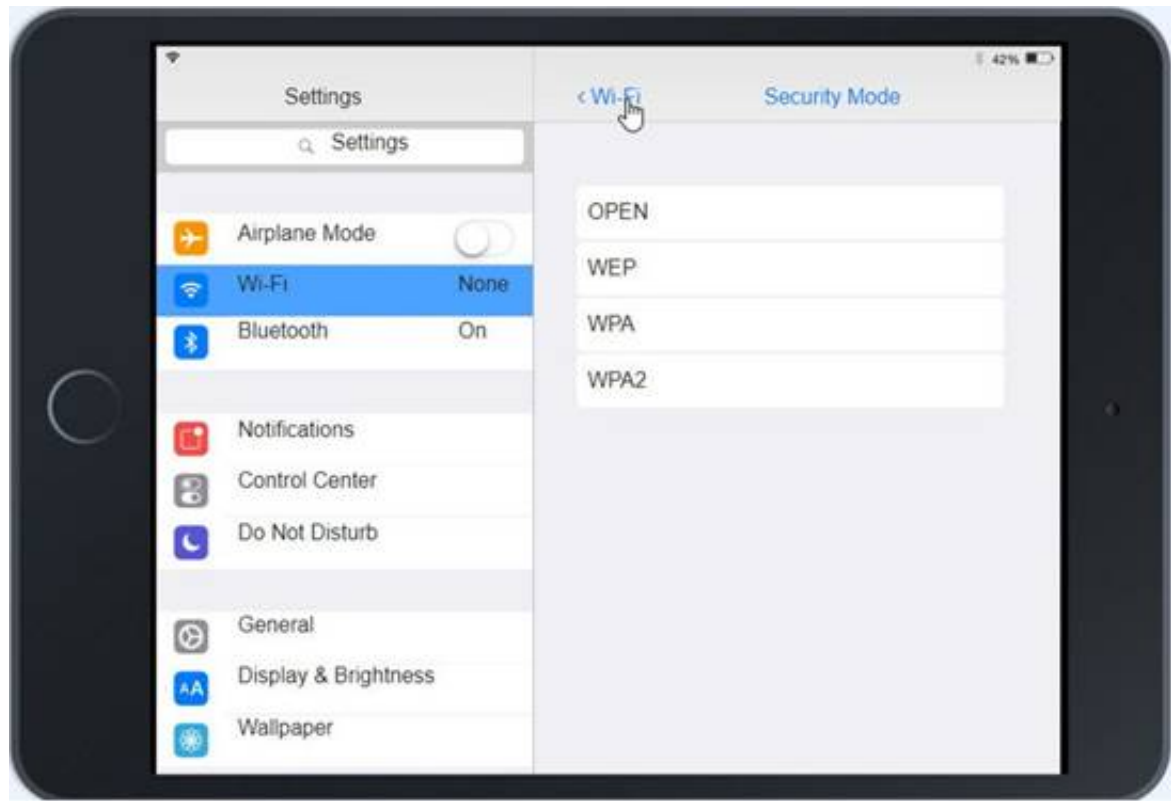 42%
Settings
< Wi-Fi
Security Mode
Settings
Airplane Mode
Wi-Fi None
Bluetooth On
Notifications
Control Center
Do Not Disturb
General
AA Display & Brightness
Wallpaper
OPEN
WEP
WPA
WPA2